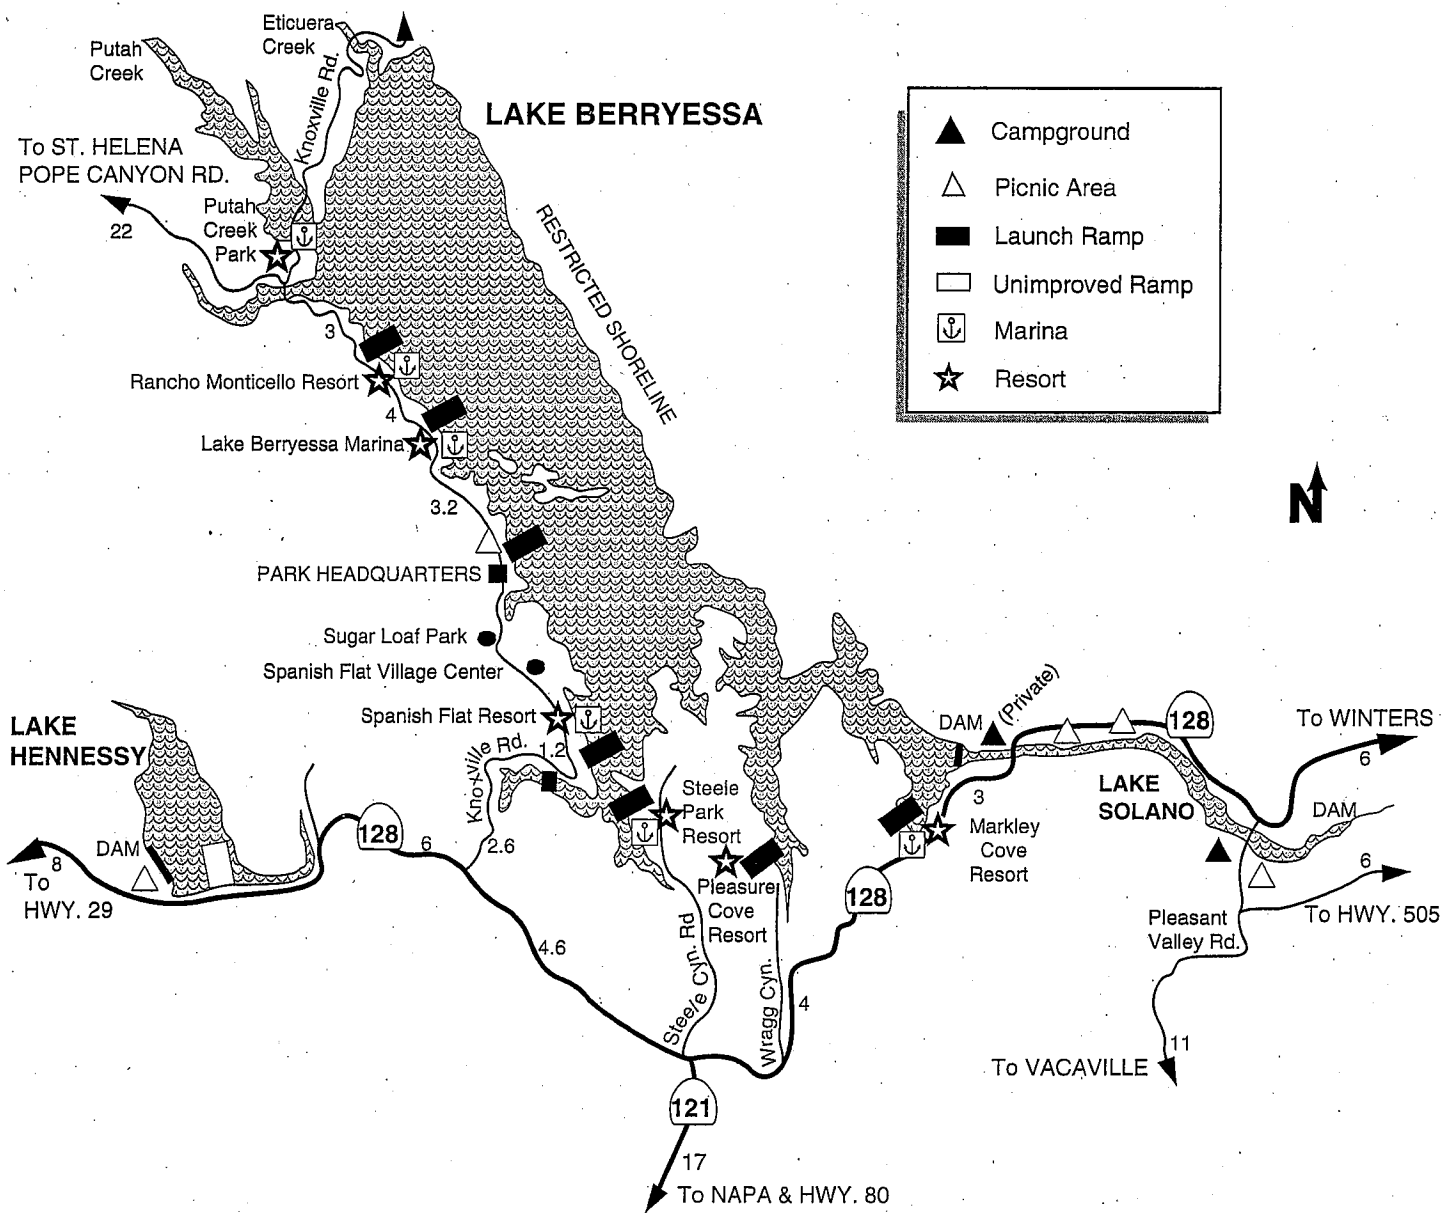 Eticuera
Creek
Putah
Creek
Knoxville Rd.
LAKE BERRYESSA
To ST. HELENA
POPE CANYON RD.
22
Putah
Creek
Park
RESTRICTED SHORELINE
Campground
Picnic Area
Launch Ramp
Unimproved Ramp
Marina
Resort
3
Rancho Monticello Resort
4
Lake Berryessa Marina
3.2
N
PARK HEADQUARTERS
Sugar Loaf Park
Spanish Flat Village Center
Spanish Flat Resort
Knoxville Rd.
1.2
2.6
LAKE
HENNESSY
DAM
8
To
HWY. 29
128
6
4.6
Steele
Park
Resort
Pleasure
Cove
Resort
Steele Cyn. Rd
Wragg Cyn.
4
128
121
17
To NAPA & HWY. 80
DAM
(Private)
3
Markley
Cove
Resort
128
To WINTERS
6
LAKE
SOLANO
DAM
6
To HWY. 505
Pleasant
Valley Rd.
11
To VACAVILLE